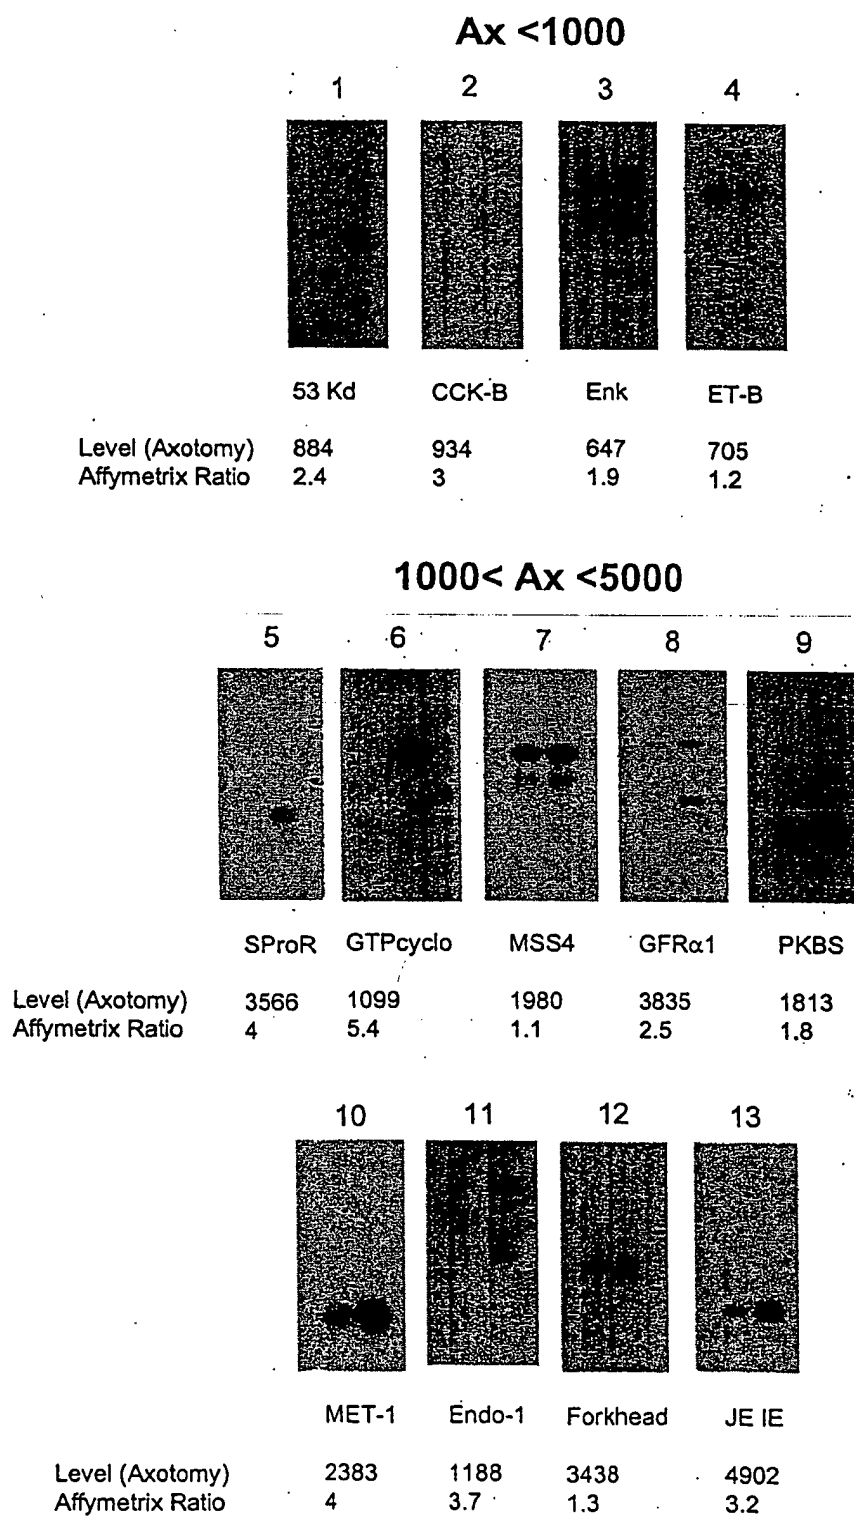 Ax <1000
1 2 3 4
53 Kd CCK-B Enk ET-B
Level (Axotomy) 884 934 647 705
Affymetrix Ratio 2.4 3 1.9 1.2
1000< Ax <5000
5 6 7 8 9
SProR GTPcyclo MSS4 GFRα1 PKBS
Level (Axotomy) 3566 1099 1980 3835 1813
Affymetrix Ratio 4 5.4 1.1 2.5 1.8
10 11 12 13
MET-1 Endo-1 Forkhead JE IE
Level (Axotomy) 2383 1188 3438 4902
Affymetrix Ratio 4 3.7 1.3 3.2